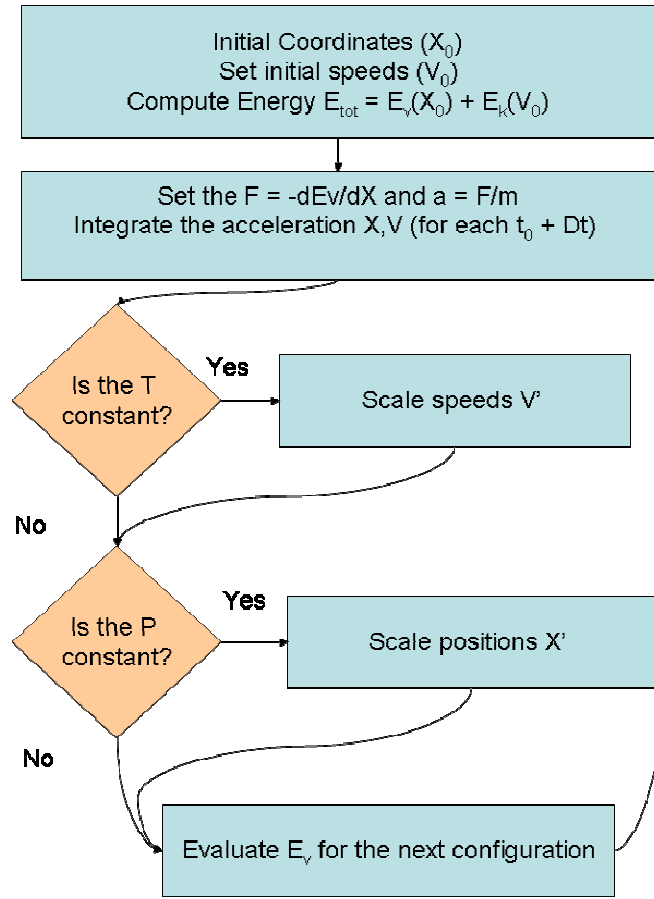 Initial Coordinates (X₀)
Set initial speeds (V₀)
Compute Energy Eₜₒₜ = Eᵥ(X₀) + Eₖ(V₀)
Set the F = -dEv/dX and a = F/m
Integrate the acceleration X,V (for each t₀ + Dt)
Is the T
constant?
Yes
Scale speeds V'
No
Is the P
constant?
Yes
Scale positions X'
No
Evaluate Eᵥ for the next configuration